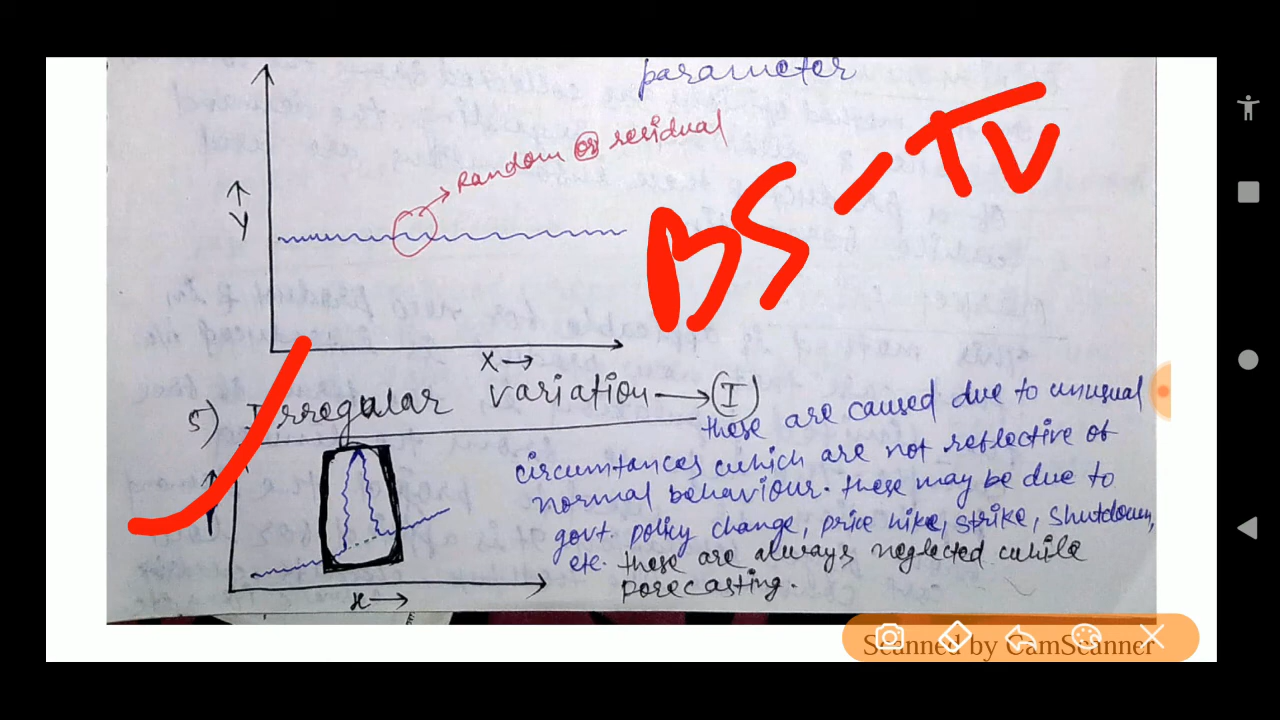 parameter
Random or residual
BS-IV
Y
X
5) Irregular variation → (I)
these are caused due to unusual
circumtances which are not reflective of
normal behaviour. these may be due to
govt. policy change, price hike, strike, shutdown,
etc. these are always neglected while
forecasting.
x
Scanned by CamScanner